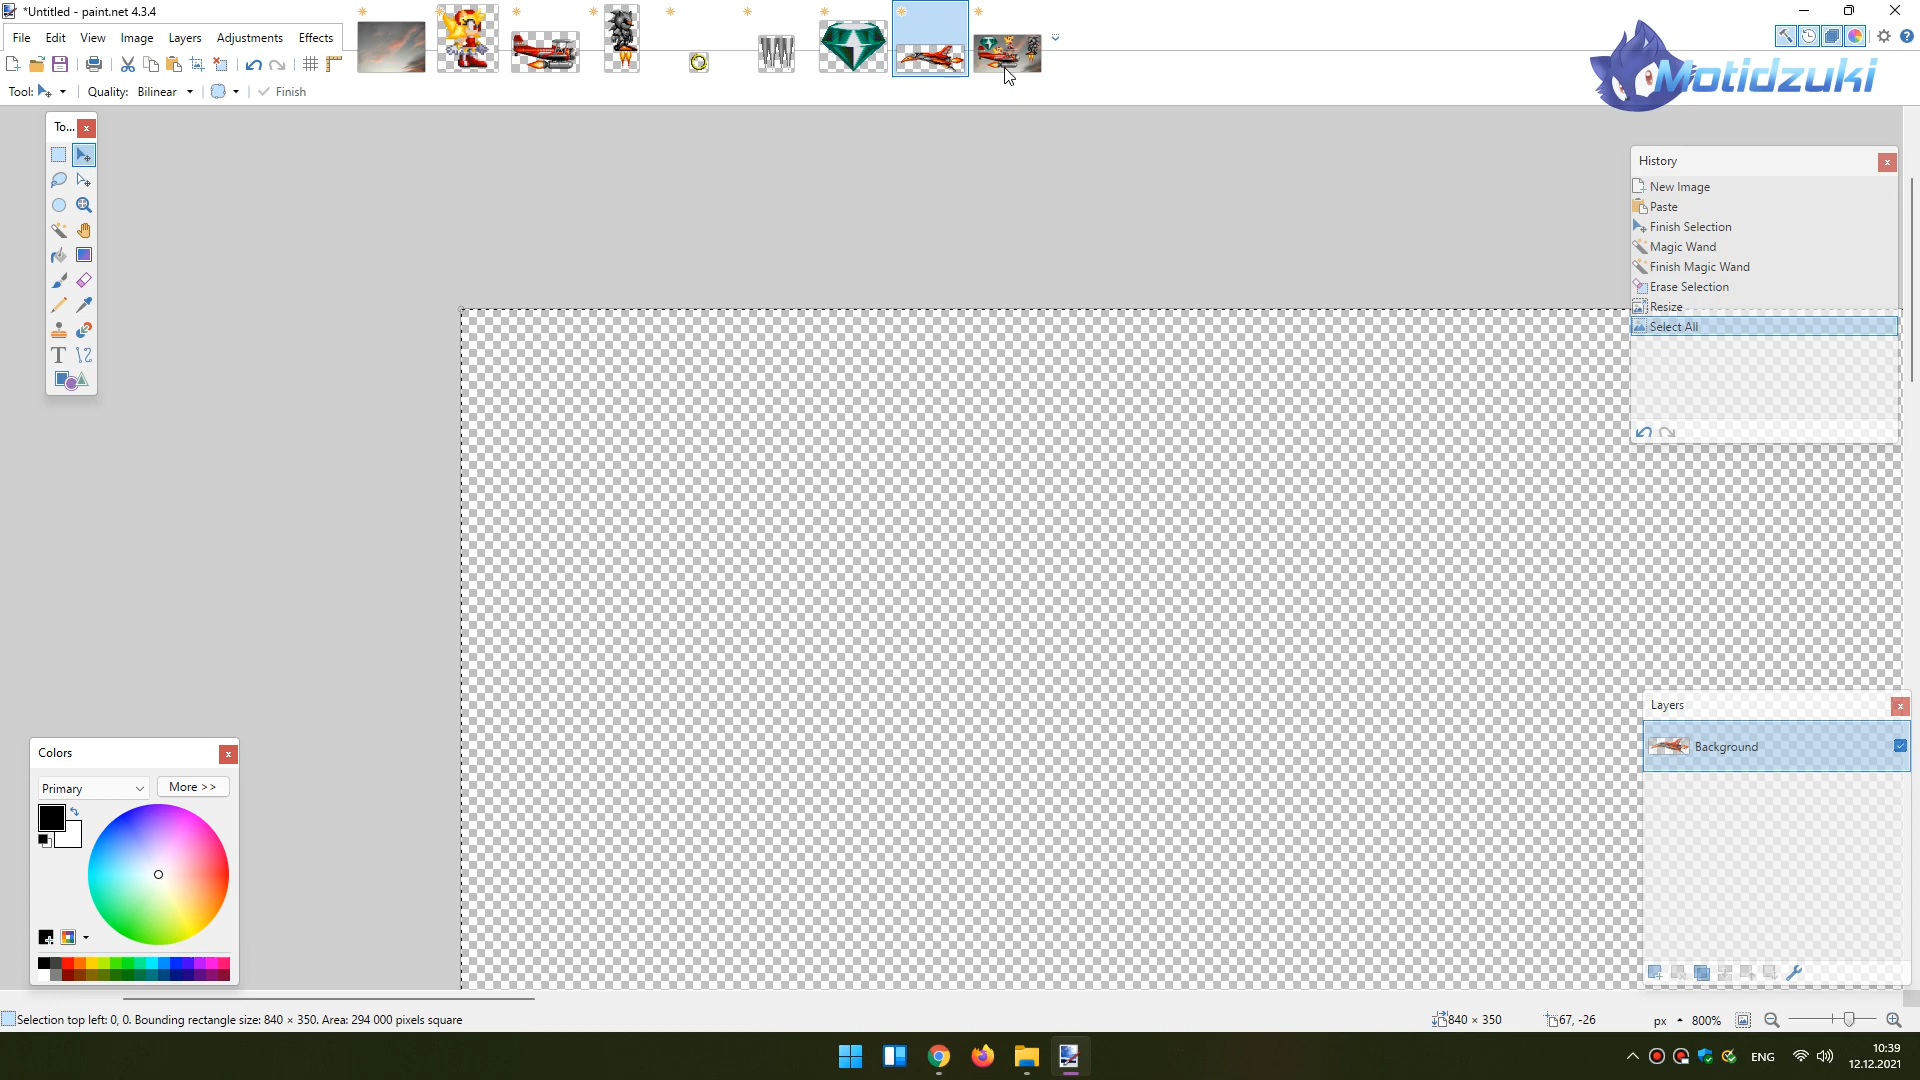 *Untitled - paint.net 4.3.4
File Edit View Image Layers Adjustments Effects
Motidzuki
Tool: Quality: Bilinear Finish
To...
History
New Image
Paste
Finish Selection
Magic Wand
Finish Magic Wand
Erase Selection
Resize
Select All
Layers
Background
Colors
Primary More >>
Selection top left: 0, 0. Bounding rectangle size: 840 × 350. Area: 294 000 pixels square 840 × 350 67, -26 px 800%
ENG 10:39
12.12.2021